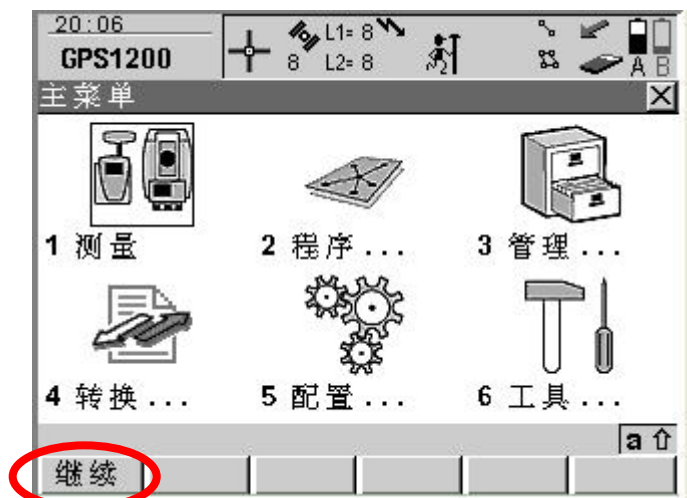 20:06
GPS1200
L1= 8
8 L2= 8
A B
主菜单
1 测量
2 程序...
3 管理...
4 转换...
5 配置...
6 工具...
a
继续